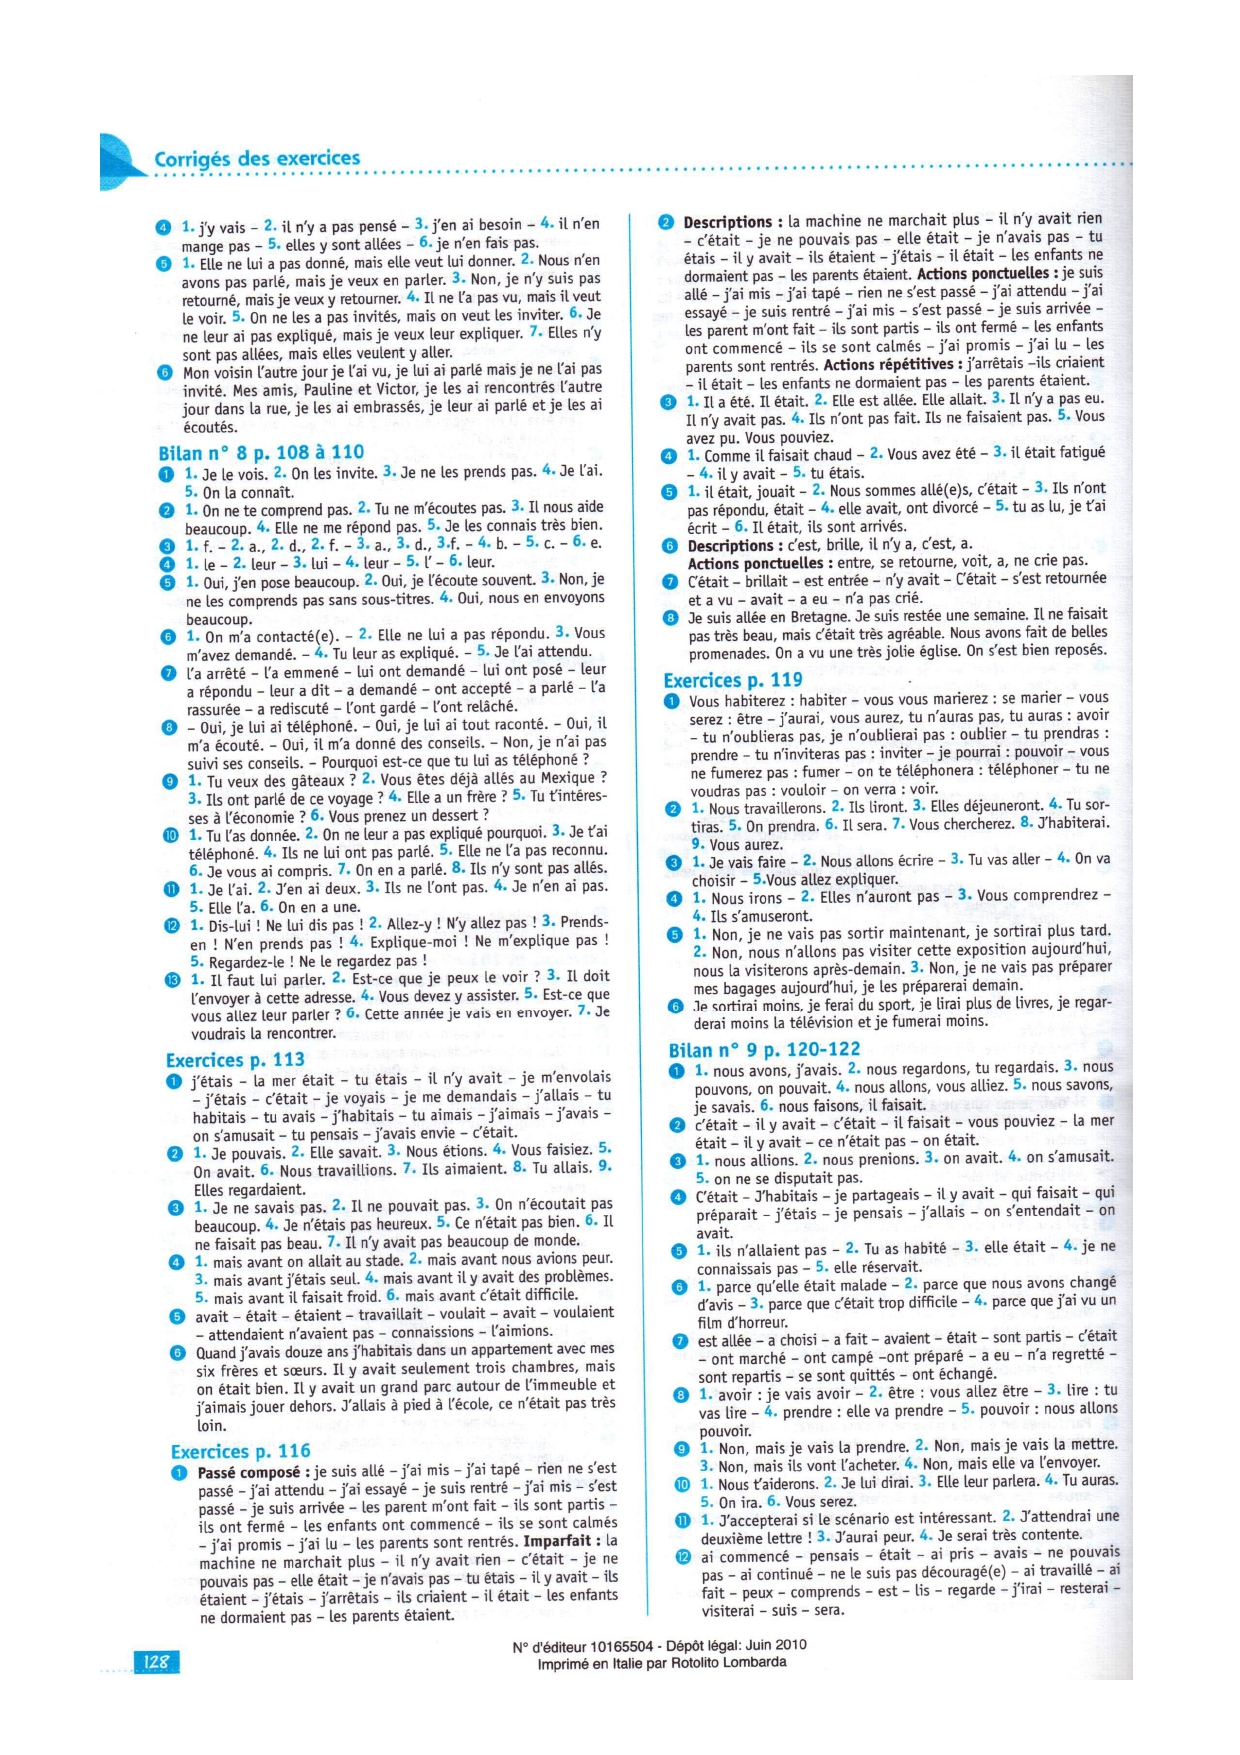 Corrigés des exercices
4 1. j'y vais – 2. il n'y a pas pensé – 3. j'en ai besoin – 4. il n'en
mange pas – 5. elles y sont allées – 6. je n'en fais pas.
5 1. Elle ne lui a pas donné, mais elle veut lui donner. 2. Nous n'en
avons pas parlé, mais je veux en parler. 3. Non, je n'y suis pas
retourné, mais je veux y retourner. 4. Il ne l'a pas vu, mais il veut
le voir. 5. On ne les a pas invités, mais on veut les inviter. 6. Je
ne leur ai pas expliqué, mais je veux leur expliquer. 7. Elles n'y
sont pas allées, mais elles veulent y aller.
6 Mon voisin l'autre jour je l'ai vu, je lui ai parlé mais je ne l'ai pas
invité. Mes amis, Pauline et Victor, je les ai rencontrés l'autre
jour dans la rue, je les ai embrassés, je leur ai parlé et je les ai
écoutés.
Bilan n° 8 p. 108 à 110
1 1. Je le vois. 2. On les invite. 3. Je ne les prends pas. 4. Je l'ai.
5. On la connaît.
2 1. On ne te comprend pas. 2. Tu ne m'écoutes pas. 3. Il nous aide
beaucoup. 4. Elle ne me répond pas. 5. Je les connais très bien.
3 1. f. – 2. a., 2. d., 2. f. – 3. a., 3. d., 3.f. – 4. b. – 5. c. – 6. e.
4 1. le – 2. leur – 3. lui – 4. leur – 5. l' – 6. leur.
5 1. Oui, j'en pose beaucoup. 2. Oui, je l'écoute souvent. 3. Non, je
ne les comprends pas sans sous-titres. 4. Oui, nous en envoyons
beaucoup.
6 1. On m'a contacté(e). – 2. Elle ne lui a pas répondu. 3. Vous
m'avez demandé. – 4. Tu leur as expliqué. – 5. Je l'ai attendu.
7 l'a arrêté – l'a emmené – lui ont demandé – lui ont posé – leur
a répondu – leur a dit – a demandé – ont accepté – a parlé – l'a
rassurée – a rediscuté – l'ont gardé – l'ont relâché.
8 – Oui, je lui ai téléphoné. – Oui, je lui ai tout raconté. – Oui, il
m'a écouté. – Oui, il m'a donné des conseils. – Non, je n'ai pas
suivi ses conseils. – Pourquoi est-ce que tu lui as téléphoné ?
9 1. Tu veux des gâteaux ? 2. Vous êtes déjà allés au Mexique ?
3. Ils ont parlé de ce voyage ? 4. Elle a un frère ? 5. Tu t'intéres-
ses à l'économie ? 6. Vous prenez un dessert ?
10 1. Tu l'as donnée. 2. On ne leur a pas expliqué pourquoi. 3. Je t'ai
téléphoné. 4. Ils ne lui ont pas parlé. 5. Elle ne l'a pas reconnu.
6. Je vous ai compris. 7. On en a parlé. 8. Ils n'y sont pas allés.
11 1. Je l'ai. 2. J'en ai deux. 3. Ils ne l'ont pas. 4. Je n'en ai pas.
5. Elle l'a. 6. On en a une.
12 1. Dis-lui ! Ne lui dis pas ! 2. Allez-y ! N'y allez pas ! 3. Prends-
en ! N'en prends pas ! 4. Explique-moi ! Ne m'explique pas !
5. Regardez-le ! Ne le regardez pas !
13 1. Il faut lui parler. 2. Est-ce que je peux le voir ? 3. Il doit
l'envoyer à cette adresse. 4. Vous devez y assister. 5. Est-ce que
vous allez leur parler ? 6. Cette année je vais en envoyer. 7. Je
voudrais la rencontrer.
Exercices p. 113
1 j'étais – la mer était – tu étais – il n'y avait – je m'envolais
– j'étais – c'était – je voyais – je me demandais – j'allais – tu
habitais – tu avais – j'habitais – tu aimais – j'aimais – j'avais –
on s'amusait – tu pensais – j'avais envie – c'était.
2 1. Je pouvais. 2. Elle savait. 3. Nous étions. 4. Vous faisiez. 5.
On avait. 6. Nous travaillions. 7. Ils aimaient. 8. Tu allais. 9.
Elles regardaient.
3 1. Je ne savais pas. 2. Il ne pouvait pas. 3. On n'écoutait pas
beaucoup. 4. Je n'étais pas heureux. 5. Ce n'était pas bien. 6. Il
ne faisait pas beau. 7. Il n'y avait pas beaucoup de monde.
4 1. mais avant on allait au stade. 2. mais avant nous avions peur.
3. mais avant j'étais seul. 4. mais avant il y avait des problèmes.
5. mais avant il faisait froid. 6. mais avant c'était difficile.
5 avait – était – étaient – travaillait – voulait – avait – voulaient
– attendaient n'avaient pas – connaissions – l'aimions.
6 Quand j'avais douze ans j'habitais dans un appartement avec mes
six frères et sœurs. Il y avait seulement trois chambres, mais
on était bien. Il y avait un grand parc autour de l'immeuble et
j'aimais jouer dehors. J'allais à pied à l'école, ce n'était pas très
loin.
Exercices p. 116
1 Passé composé : je suis allé – j'ai mis – j'ai tapé – rien ne s'est
passé – j'ai attendu – j'ai essayé – je suis rentré – j'ai mis – s'est
passé – je suis arrivée – les parent m'ont fait – ils sont partis –
ils ont fermé – les enfants ont commencé – ils se sont calmés
– j'ai promis – j'ai lu – les parents sont rentrés. Imparfait : la
machine ne marchait plus – il n'y avait rien – c'était – je ne
pouvais pas – elle était – je n'avais pas – tu étais – il y avait – ils
étaient – j'étais – j'arrêtais – ils criaient – il était – les enfants
ne dormaient pas – les parents étaient.
2 Descriptions : la machine ne marchait plus – il n'y avait rien
– c'était – je ne pouvais pas – elle était – je n'avais pas – tu
étais – il y avait – ils étaient – j'étais – il était – les enfants ne
dormaient pas – les parents étaient. Actions ponctuelles : je suis
allé – j'ai mis – j'ai tapé – rien ne s'est passé – j'ai attendu – j'ai
essayé – je suis rentré – j'ai mis – s'est passé – je suis arrivée –
les parent m'ont fait – ils sont partis – ils ont fermé – les enfants
ont commencé – ils se sont calmés – j'ai promis – j'ai lu – les
parents sont rentrés. Actions répétitives : j'arrêtais –ils criaient
– il était – les enfants ne dormaient pas – les parents étaient.
3 1. Il a été. Il était. 2. Elle est allée. Elle allait. 3. Il n'y a pas eu.
Il n'y avait pas. 4. Ils n'ont pas fait. Ils ne faisaient pas. 5. Vous
avez pu. Vous pouviez.
4 1. Comme il faisait chaud – 2. Vous avez été – 3. il était fatigué
– 4. il y avait – 5. tu étais.
5 1. il était, jouait – 2. Nous sommes allé(e)s, c'était – 3. Ils n'ont
pas répondu, était – 4. elle avait, ont divorcé – 5. tu as lu, je t'ai
écrit – 6. Il était, ils sont arrivés.
6 Descriptions : c'est, brille, il n'y a, c'est, a.
Actions ponctuelles : entre, se retourne, voit, a, ne crie pas.
7 C'était – brillait – est entrée – n'y avait – C'était – s'est retournée
et a vu – avait – a eu – n'a pas crié.
8 Je suis allée en Bretagne. Je suis restée une semaine. Il ne faisait
pas très beau, mais c'était très agréable. Nous avons fait de belles
promenades. On a vu une très jolie église. On s'est bien reposés.
Exercices p. 119
1 Vous habiterez : habiter – vous vous marierez : se marier – vous
serez : être – j'aurai, vous aurez, tu n'auras pas, tu auras : avoir
– tu n'oublieras pas, je n'oublierai pas : oublier – tu prendras :
prendre – tu n'inviteras pas : inviter – je pourrai : pouvoir – vous
ne fumerez pas : fumer – on te téléphonera : téléphoner – tu ne
voudras pas : vouloir – on verra : voir.
2 1. Nous travaillerons. 2. Ils liront. 3. Elles déjeuneront. 4. Tu sor-
tiras. 5. On prendra. 6. Il sera. 7. Vous chercherez. 8. J'habiterai.
9. Vous aurez.
3 1. Je vais faire – 2. Nous allons écrire – 3. Tu vas aller – 4. On va
choisir – 5.Vous allez expliquer.
4 1. Nous irons – 2. Elles n'auront pas – 3. Vous comprendrez –
4. Ils s'amuseront.
5 1. Non, je ne vais pas sortir maintenant, je sortirai plus tard.
2. Non, nous n'allons pas visiter cette exposition aujourd'hui,
nous la visiterons après-demain. 3. Non, je ne vais pas préparer
mes bagages aujourd'hui, je les préparerai demain.
6 Je sortirai moins, je ferai du sport, je lirai plus de livres, je regar-
derai moins la télévision et je fumerai moins.
Bilan n° 9 p. 120-122
1 1. nous avons, j'avais. 2. nous regardons, tu regardais. 3. nous
pouvons, on pouvait. 4. nous allons, vous alliez. 5. nous savons,
je savais. 6. nous faisons, il faisait.
2 c'était – il y avait – c'était – il faisait – vous pouviez – la mer
était – il y avait – ce n'était pas – on était.
3 1. nous allions. 2. nous prenions. 3. on avait. 4. on s'amusait.
5. on ne se disputait pas.
4 C'était – J'habitais – je partageais – il y avait – qui faisait – qui
préparait – j'étais – je pensais – j'allais – on s'entendait – on
avait.
5 1. ils n'allaient pas – 2. Tu as habité – 3. elle était – 4. je ne
connaissais pas – 5. elle réservait.
6 1. parce qu'elle était malade – 2. parce que nous avons changé
d'avis – 3. parce que c'était trop difficile – 4. parce que j'ai vu un
film d'horreur.
7 est allée – a choisi – a fait – avaient – était – sont partis – c'était
– ont marché – ont campé –ont préparé – a eu – n'a regretté –
sont repartis – se sont quittés – ont échangé.
8 1. avoir : je vais avoir – 2. être : vous allez être – 3. lire : tu
vas lire – 4. prendre : elle va prendre – 5. pouvoir : nous allons
pouvoir.
9 1. Non, mais je vais la prendre. 2. Non, mais je vais la mettre.
3. Non, mais ils vont l'acheter. 4. Non, mais elle va l'envoyer.
10 1. Nous t'aiderons. 2. Je lui dirai. 3. Elle leur parlera. 4. Tu auras.
5. On ira. 6. Vous serez.
11 1. J'accepterai si le scénario est intéressant. 2. J'attendrai une
deuxième lettre ! 3. J'aurai peur. 4. Je serai très contente.
12 ai commencé – pensais – était – ai pris – avais – ne pouvais
pas – ai continué – ne le suis pas découragé(e) – ai travaillé – ai
fait – peux – comprends – est – lis – regarde – j'irai – resterai –
visiterai – suis – sera.
N° d'éditeur 10165504 - Dépôt légal: Juin 2010
Imprimé en Italie par Rotolito Lombarda
128